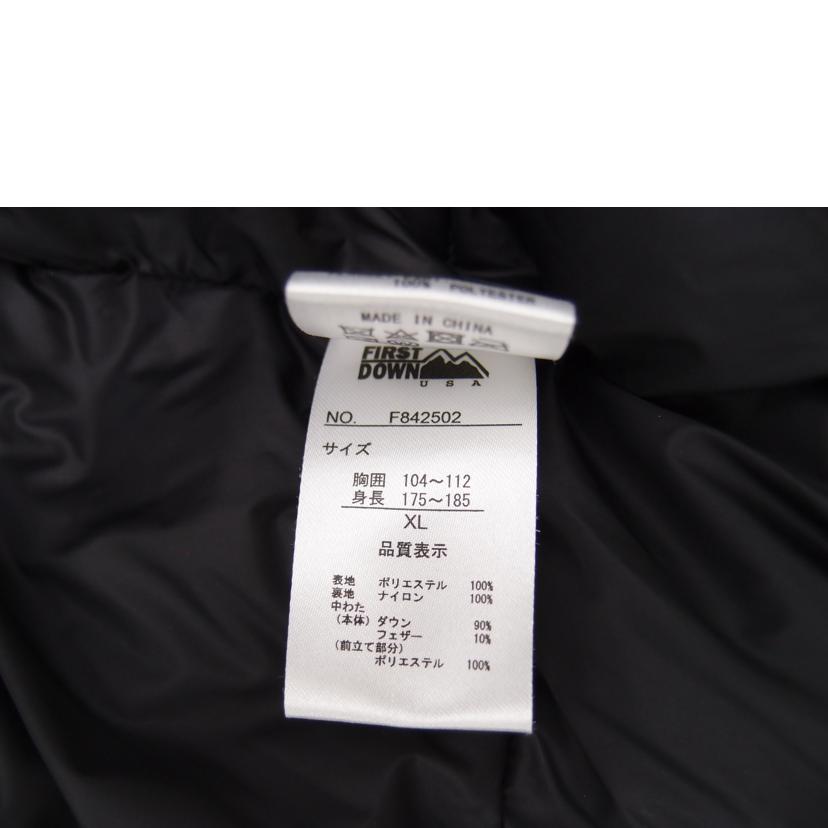 100% POLYESTER
MADE IN CHINA
FIRST
DOWN
USA
NO. F842502
サイズ
胸囲 104～112
身長 175～185
XL
品質表示
表地 ポリエステル 100%
裏地 ナイロン 100%
中わた
(本体) ダウン 90%
フェザー 10%
(前立て部分)
ポリエステル 100%